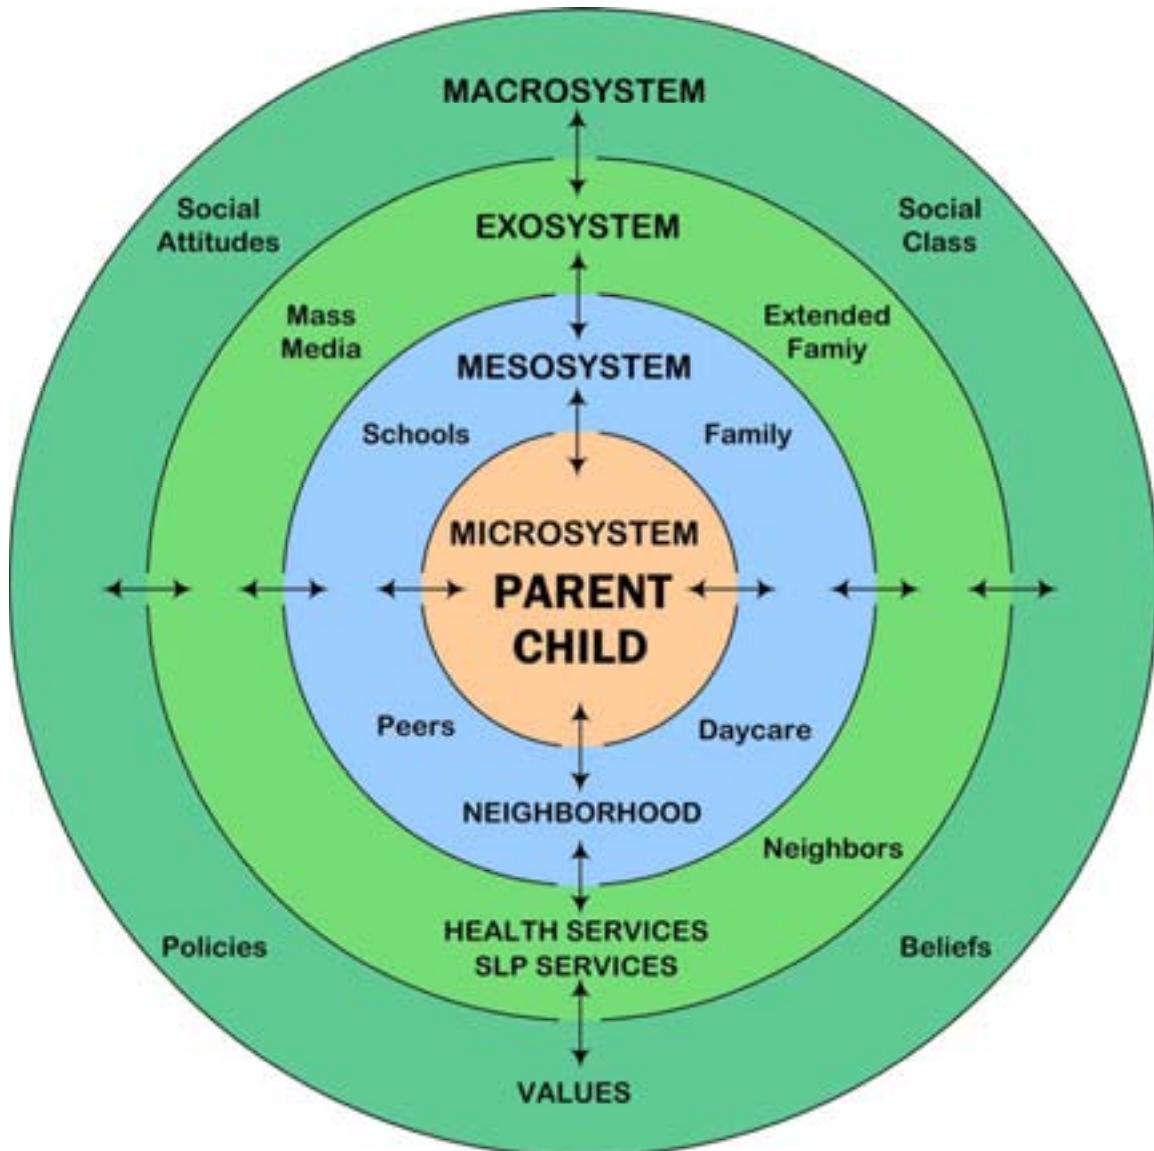 MACROSYSTEM
Social
Attitudes
Social
Class
EXOSYSTEM
Mass
Media
Extended
Famiy
MESOSYSTEM
Schools
Family
MICROSYSTEM
PARENT
CHILD
Peers
Daycare
NEIGHBORHOOD
Neighbors
HEALTH SERVICES
SLP SERVICES
Policies
Beliefs
VALUES